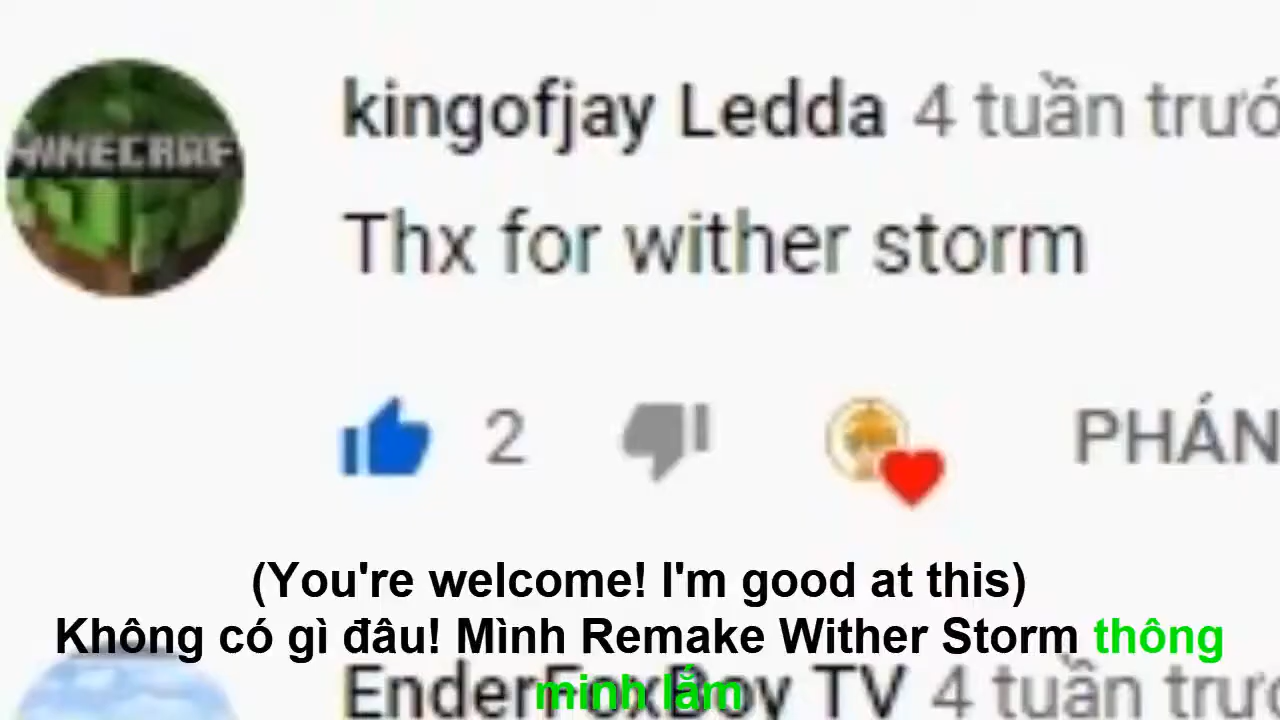 kingofjay Ledda 4 tuần trướ
MINECRAF
Thx for wither storm
2
PHÁN
(You're welcome! I'm good at this)
Không có gì đâu! Mình Remake Wither Storm thông
minh lắm
EnderFoxBoy TV 4 tuần trướ